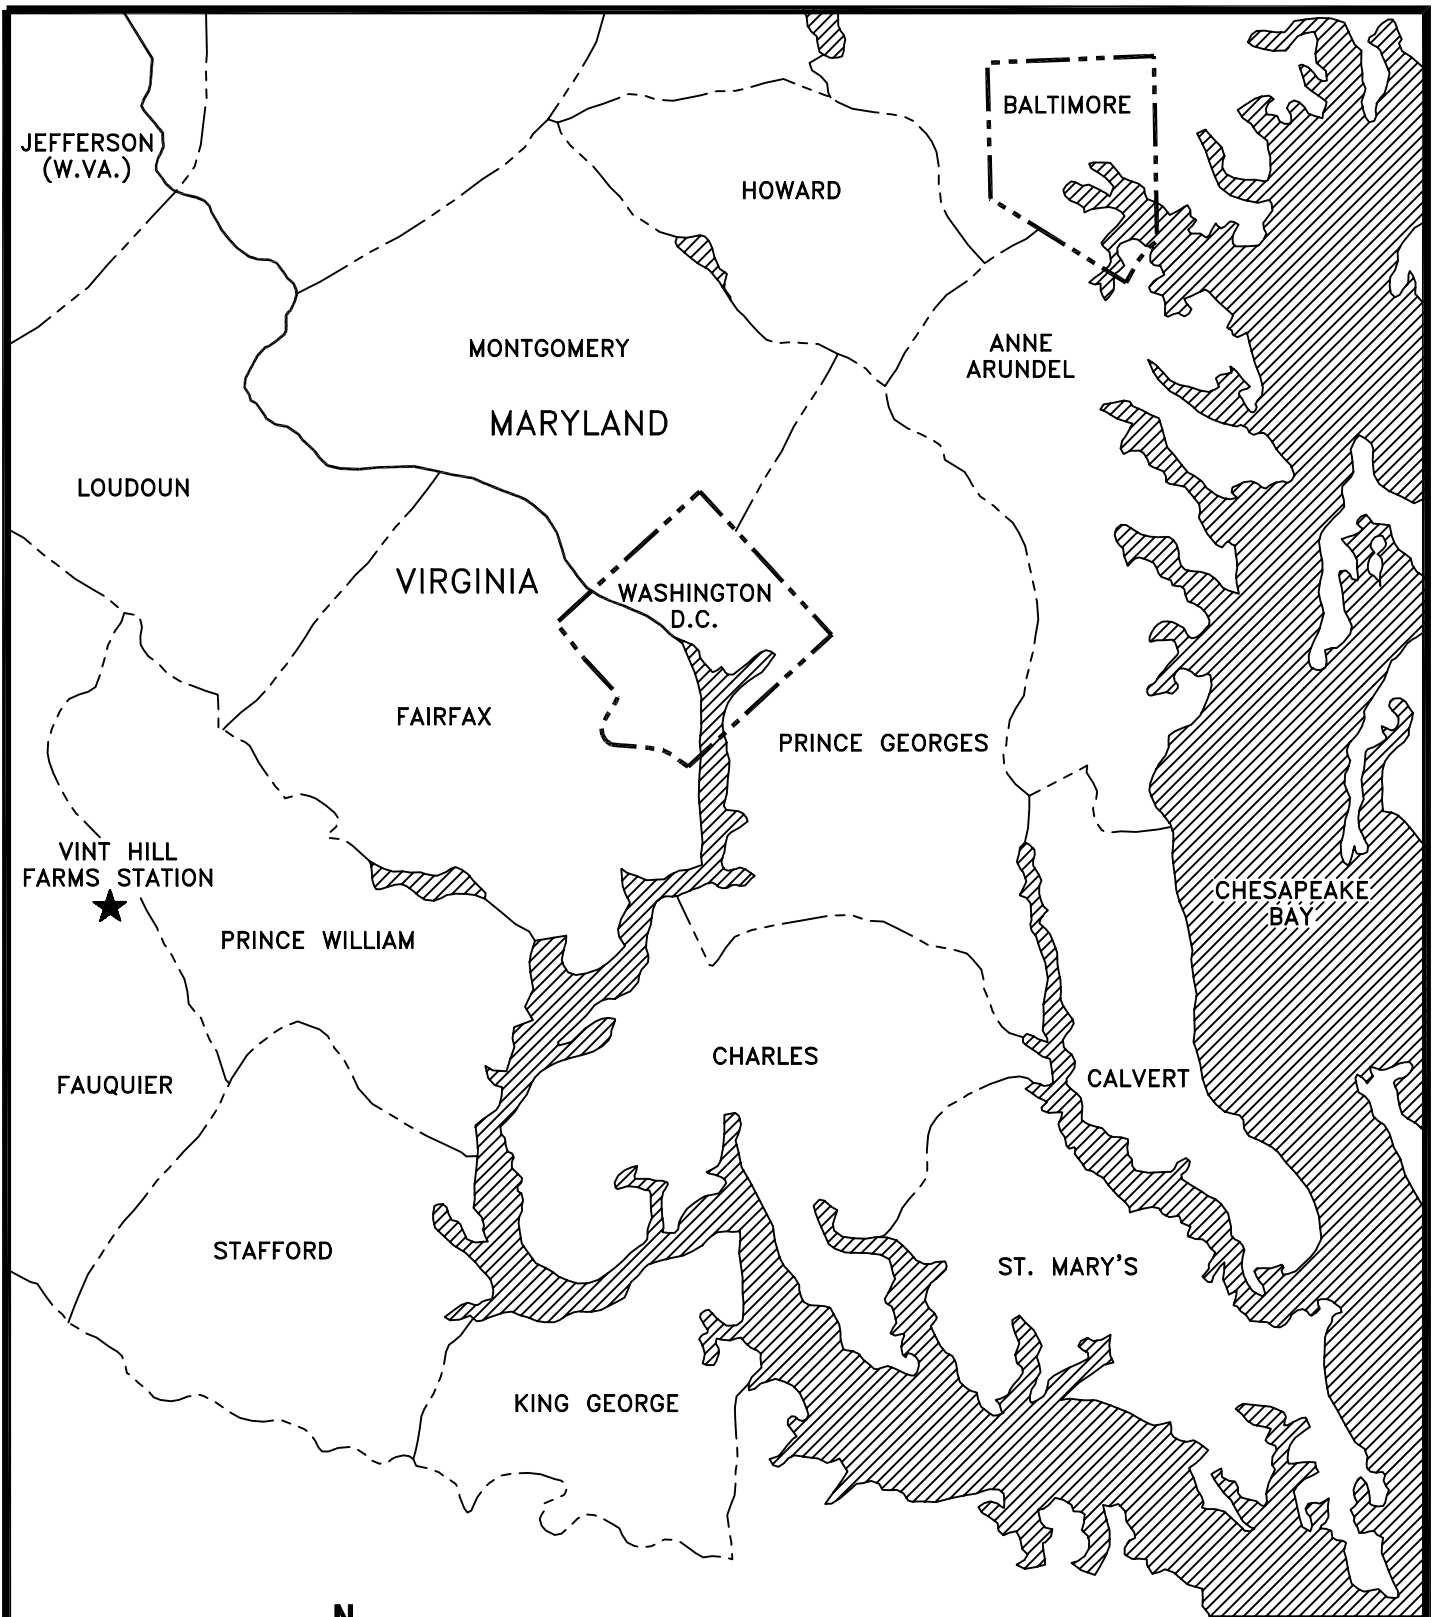 BALTIMORE
JEFFERSON
(W.VA.)
HOWARD
MONTGOMERY
ANNE
ARUNDEL
MARYLAND
LOUDOUN
VIRGINIA
WASHINGTON
D.C.
FAIRFAX
PRINCE GEORGES
VINT HILL
FARMS STATION
CHESAPEAKE
BAY
PRINCE WILLIAM
CHARLES
CALVERT
FAUQUIER
STAFFORD
ST. MARY'S
KING GEORGE
N